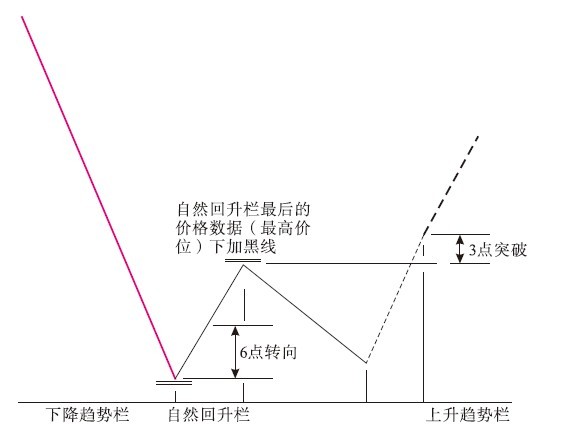 自然回升栏最后的
价格数据（最高价
位）下加黑线
3点突破
6点转向
下降趋势栏
自然回升栏
上升趋势栏